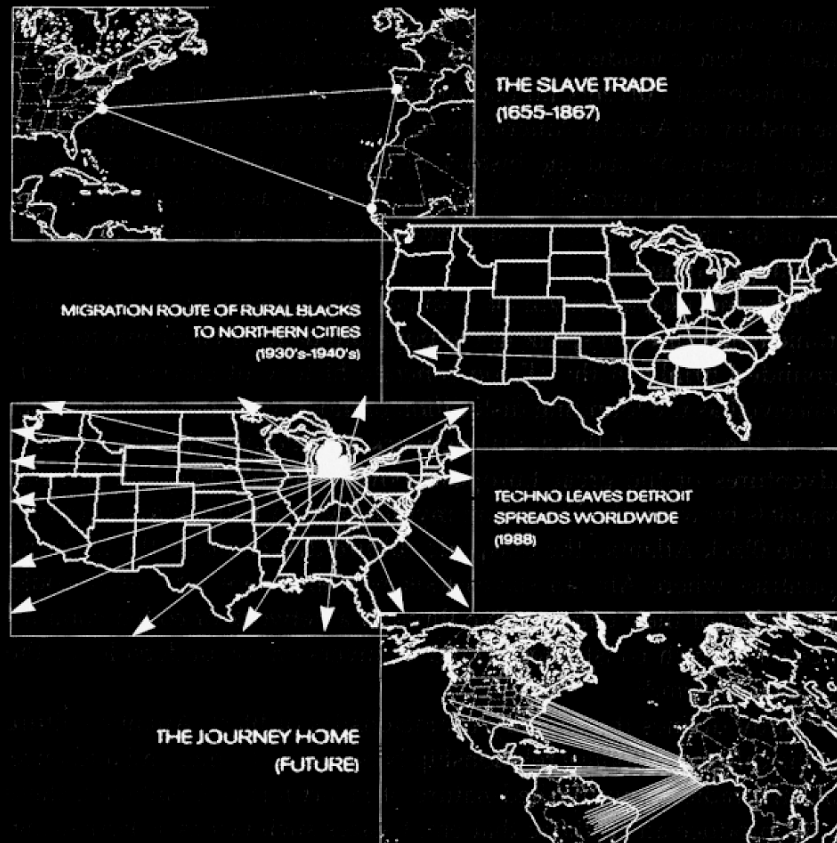 THE SLAVE TRADE
(1655-1867)
MIGRATION ROUTE OF RURAL BLACKS
TO NORTHERN CITIES
(1930's-1940's)
TECHNO LEAVES DETROIT
SPREADS WORLDWIDE
(1988)
THE JOURNEY HOME
(FUTURE)